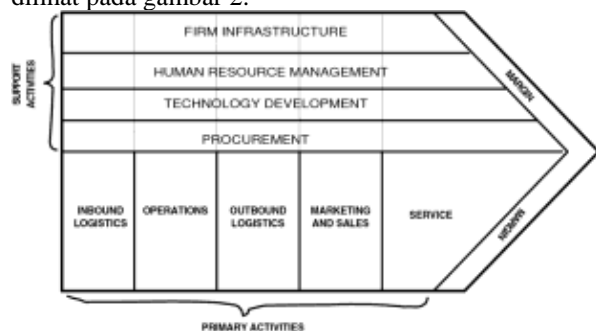 dilihat pada gambar 2.
FIRM INFRASTRUCTURE
HUMAN RESOURCE MANAGEMENT
TECHNOLOGY DEVELOPMENT
PROCUREMENT
SUPPORT
ACTIVITIES
MARGIN
INBOUND
LOGISTICS
OPERATIONS
OUTBOUND
LOGISTICS
MARKETING
AND SALES
SERVICE
MARGIN
PRIMARY ACTIVITIES